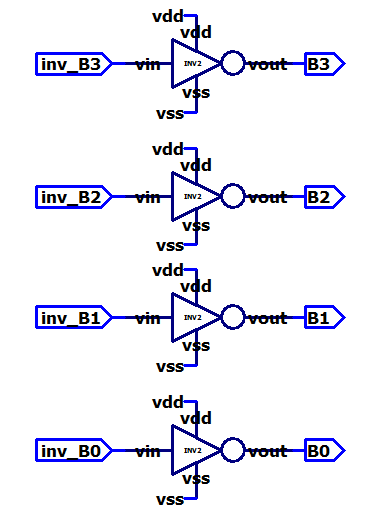 vdd
vdd
inv_B3 vin INV2 vout B3
vss
vss
vdd
vdd
inv_B2 vin INV2 vout B2
vss
vss
vdd
vdd
inv_B1 vin INV2 vout B1
vss
vss
vdd
vdd
inv_B0 vin INV2 vout B0
vss
vss